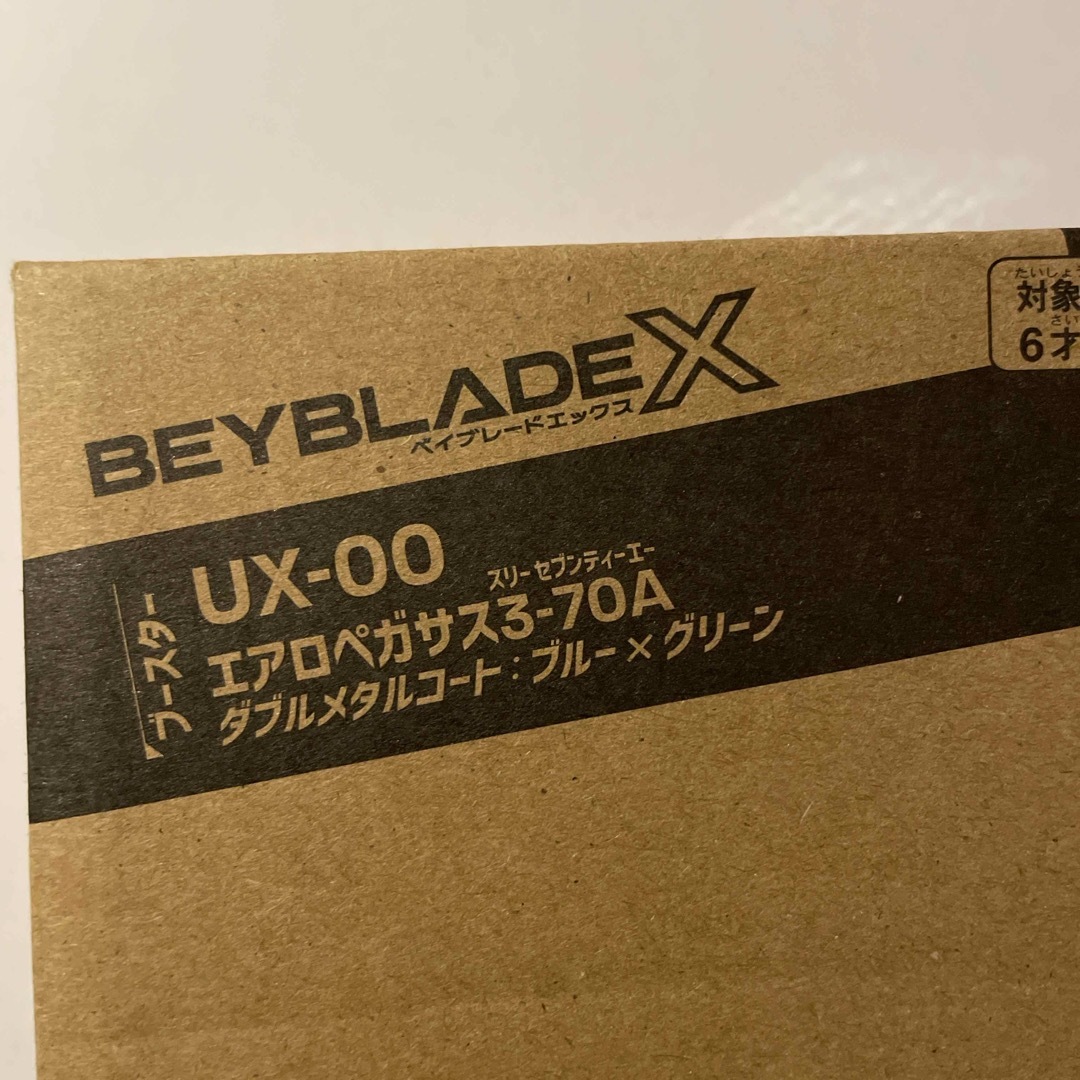 BEYBLADE X
ベイブレードエックス
たいしょ
対象
さい
6才
ブースター
UX-00
スリーセブンティーエー
エアロペガサス3-70A
ダブルメタルコート：ブルー×グリーン